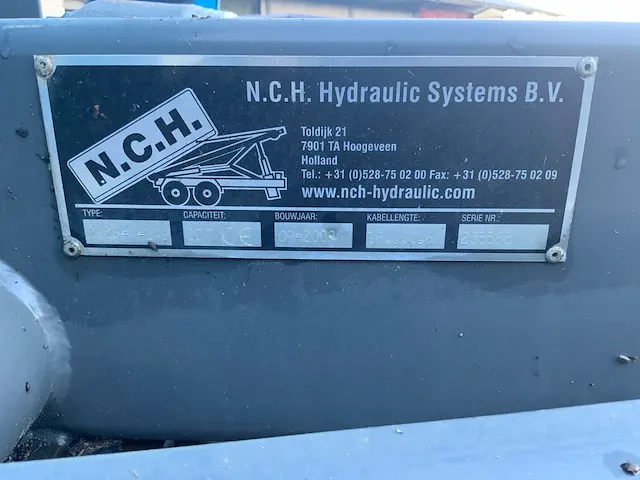 N.C.H. Hydraulic Systems B.V.
N.C.H.
Toldijk 21
7901 TA Hoogeveen
Holland
Tel.: +31 (0)528-75 02 00 Fax: +31 (0)528-75 02 09
www.nch-hydraulic.com
TYPE: CAPACITEIT: BOUWJAAR: KABELLENGTE: SERIE NR.:
CE